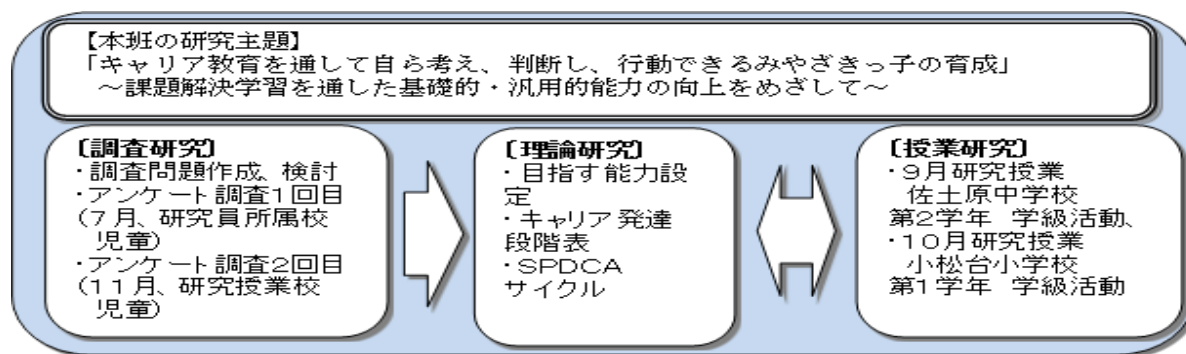 【本班の研究主題】
「キャリア教育を通して自ら考え、判断し、行動できるみやざきっ子の育成」
~課題解決学習を通した基礎的・汎用的能力の向上をめざして~
〔調査研究〕
・調査問題作成、検討
・アンケート調査1回目
(7月、研究員所属校
児童)
・アンケート調査2回目
(11月、研究授業校
児童)
〔理論研究〕
・目指す能力設
定
・キャリア発達
段階表
・SPDCA
サイクル
〔授業研究〕
・9月研究授業
佐土原中学校
第2学年 学級活動、
・10月研究授業
小松台小学校
第1学年 学級活動